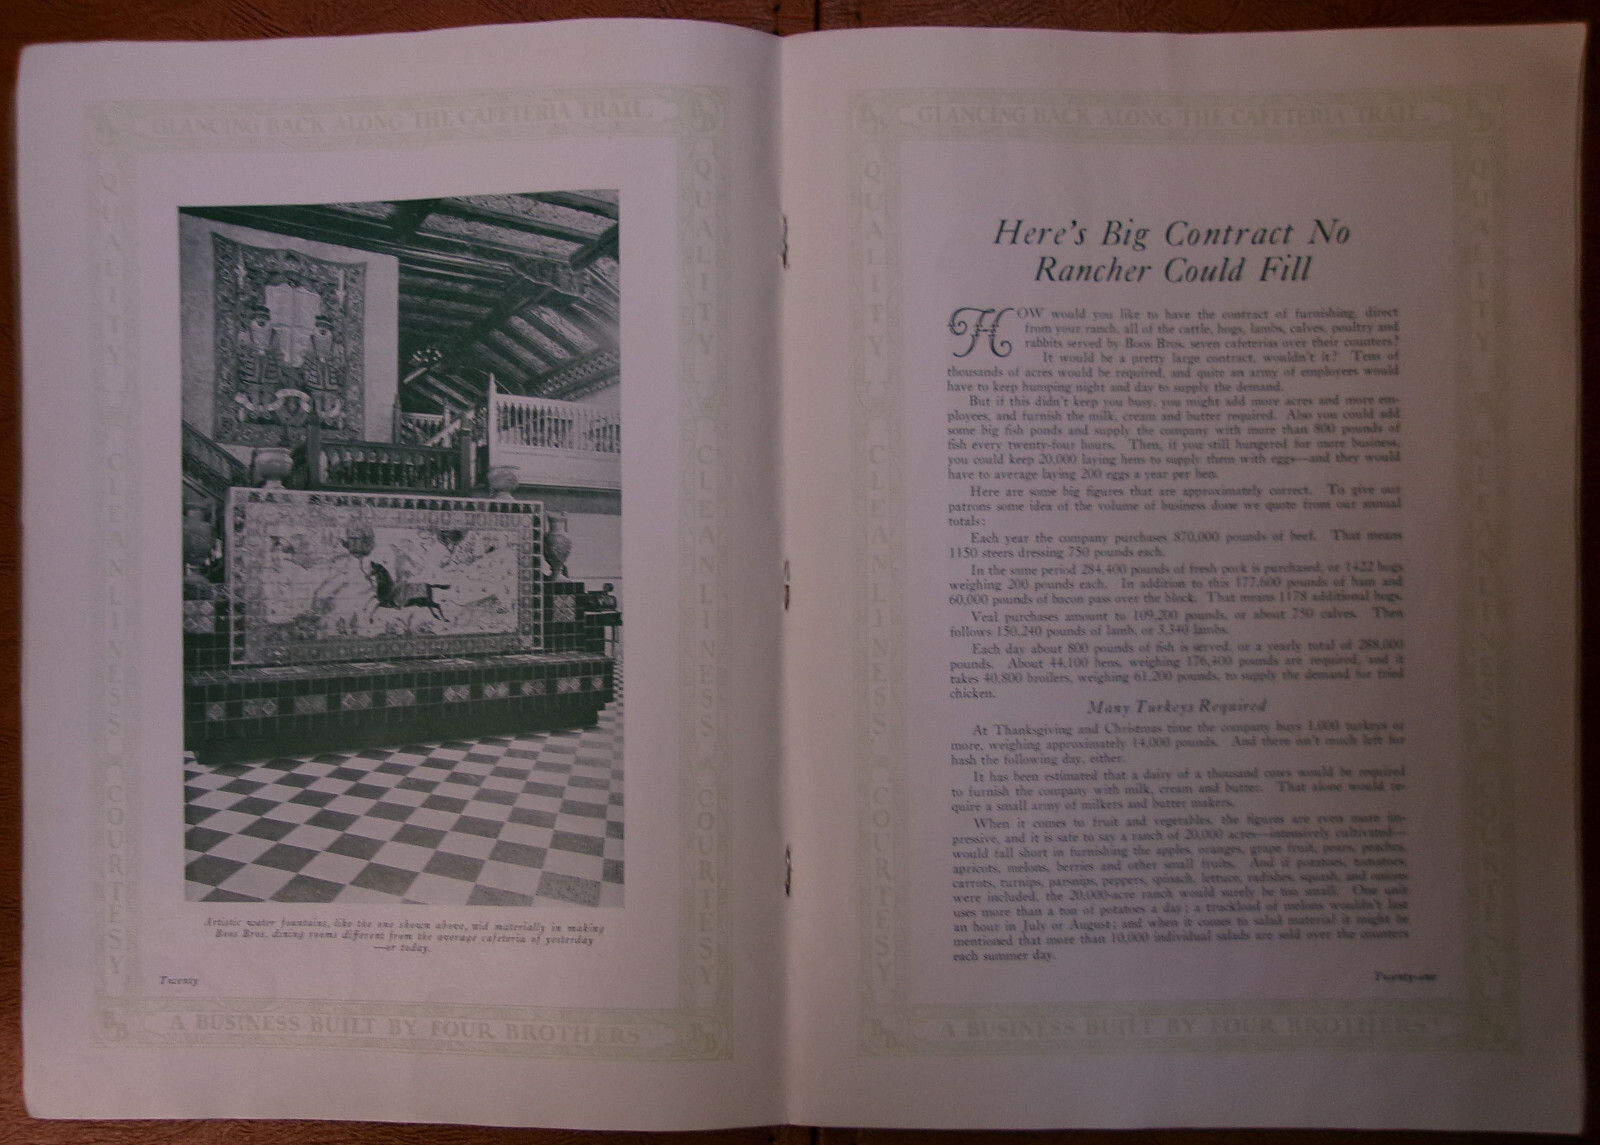 GLANCING BACK ALONG THE CAFETERIA TRAIL.
QUALITY
CLEANLINESS
COURTESY
QUALITY
CLEANLINESS
COURTESY
Artistic water fountains, like the one shown above, aid materially in making
Boos Bros. dining rooms different from the average cafeteria of yesterday
—or today.
Twenty
BB
A BUSINESS BUILT BY FOUR BROTHERS
BB
GLANCING BACK ALONG THE CAFETERIA TRAIL.
QUALITY
CLEANLINESS
COURTESY
QUALITY
CLEANLINESS
COURTESY
Here's Big Contract No
Rancher Could Fill
HOW would you like to have the contract of furnishing, direct
from your ranch, all of the cattle, hogs, lambs, calves, poultry and
rabbits served by Boos Bros. seven cafeterias over their counters?
It would be a pretty large contract, wouldn't it? Tens of
thousands of acres would be required, and quite an army of employees would
have to keep humping night and day to supply the demand.
But if this didn't keep you busy, you might add more acres and more em-
ployees, and furnish the milk, cream and butter required. Also you could add
some big fish ponds and supply the company with more than 800 pounds of
fish every twenty-four hours. Then, if you still hungered for more business,
you could keep 20,000 laying hens to supply them with eggs—and they would
have to average laying 200 eggs a year per hen.
Here are some big figures that are approximately correct. To give our
patrons some idea of the volume of business done we quote from our annual
totals:
Each year the company purchases 870,000 pounds of beef. That means
1150 steers dressing 750 pounds each.
In the same period 284,400 pounds of fresh pork is purchased, or 1422 hogs
weighing 200 pounds each. In addition to this 177,600 pounds of ham and
60,000 pounds of bacon pass over the block. That means 1178 additional hogs.
Veal purchases amount to 109,200 pounds, or about 750 calves. Then
follows 150,240 pounds of lamb, or 3,340 lambs.
Each day about 800 pounds of fish is served, or a yearly total of 288,000
pounds. About 44,100 hens, weighing 176,400 pounds are required, and it
takes 40,800 broilers, weighing 61,200 pounds, to supply the demand for fried
chicken.
Many Turkeys Required
At Thanksgiving and Christmas time the company buys 1,000 turkeys or
more, weighing approximately 14,000 pounds. And there isn't much left for
hash the following day, either.
It has been estimated that a dairy of a thousand cows would be required
to furnish the company with milk, cream and butter. That alone would re-
quire a small army of milkers and butter makers.
When it comes to fruit and vegetables, the figures are even more im-
pressive, and it is safe to say a ranch of 20,000 acres—intensively cultivated—
would fall short in furnishing the apples, oranges, grape fruit, pears, peaches,
apricots, melons, berries and other small fruits. And if potatoes, tomatoes,
carrots, turnips, parsnips, peppers, spinach, lettuce, radishes, squash, and onions
were included, the 20,000-acre ranch would surely be too small. One unit
uses more than a ton of potatoes a day; a truckload of melons wouldn't last
an hour in July or August; and when it comes to salad material it might be
mentioned that more than 10,000 individual salads are sold over the counters
each summer day.
Twenty-one
BB
A BUSINESS BUILT BY FOUR BROTHERS
BB